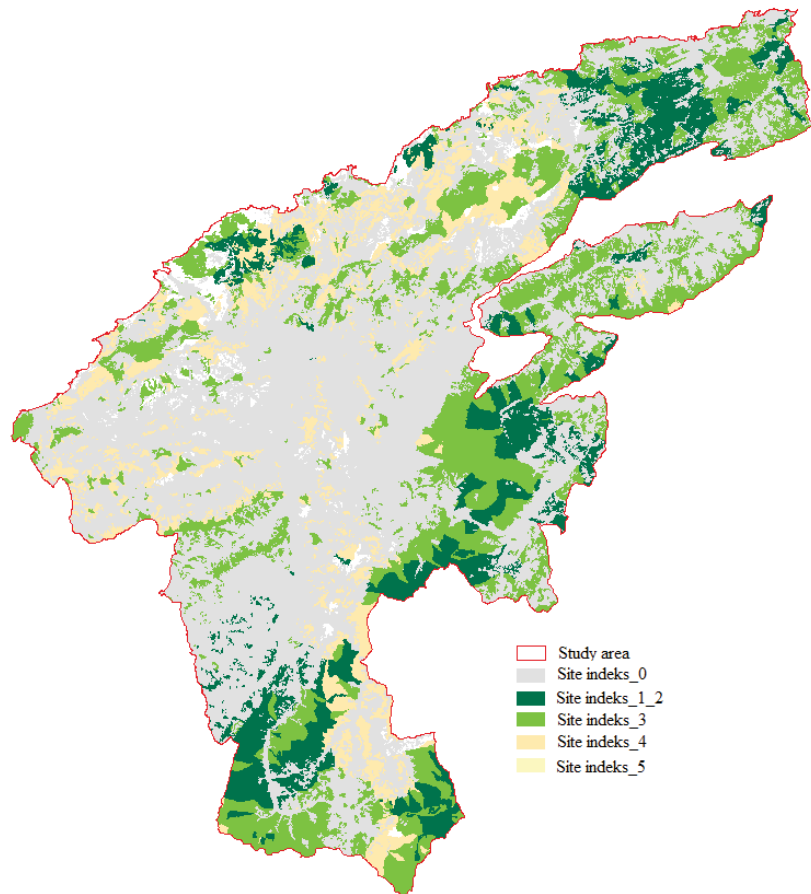 Study area
Site indeks_0
Site indeks_1_2
Site indeks_3
Site indeks_4
Site indeks_5